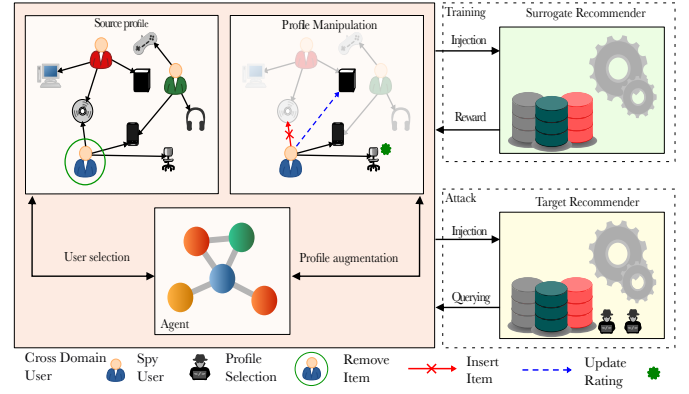 Source profile
Profile Manipulation
Training
Surrogate Recommender
Injection
Reward
User selection
Profile augmentation
Agent
Attack
Target Recommender
Injection
Querying
Cross Domain
User
Spy
User
Profile
Selection
Remove
Item
Insert
Item
Update
Rating